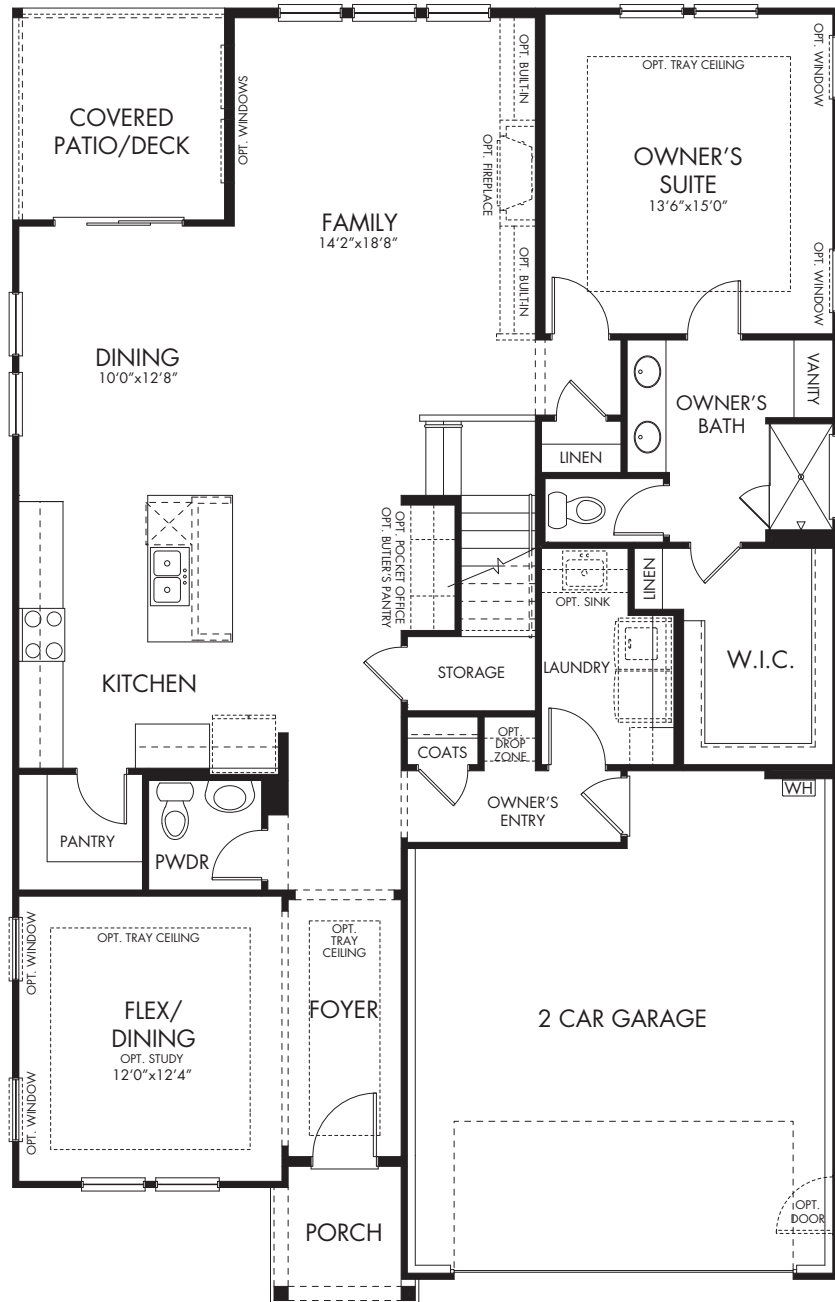 COVERED
PATIO/DECK
OPT. WINDOWS
FAMILY
14'2"x18'8"
OPT. BUILT-IN
OPT. FIREPLACE
OPT. BUILT-IN
OPT. TRAY CEILING
OWNER'S
SUITE
13'6"x15'0"
OPT. WINDOW
OPT. WINDOW
DINING
10'0"x12'8"
OWNER'S
BATH
VANITY
LINEN
OPT. POCKET OFFICE
OPT. BUTLER'S PANTRY
OPT. SINK
LINEN
LAUNDRY
W.I.C.
STORAGE
KITCHEN
COATS
OPT.
DROP
ZONE
OWNER'S
ENTRY
WH
PANTRY
PWDR
OPT. WINDOW
OPT. TRAY CEILING
FLEX/
DINING
OPT. STUDY
12'0"x12'4"
OPT. WINDOW
OPT.
TRAY
CEILING
FOYER
2 CAR GARAGE
PORCH
OPT.
DOOR